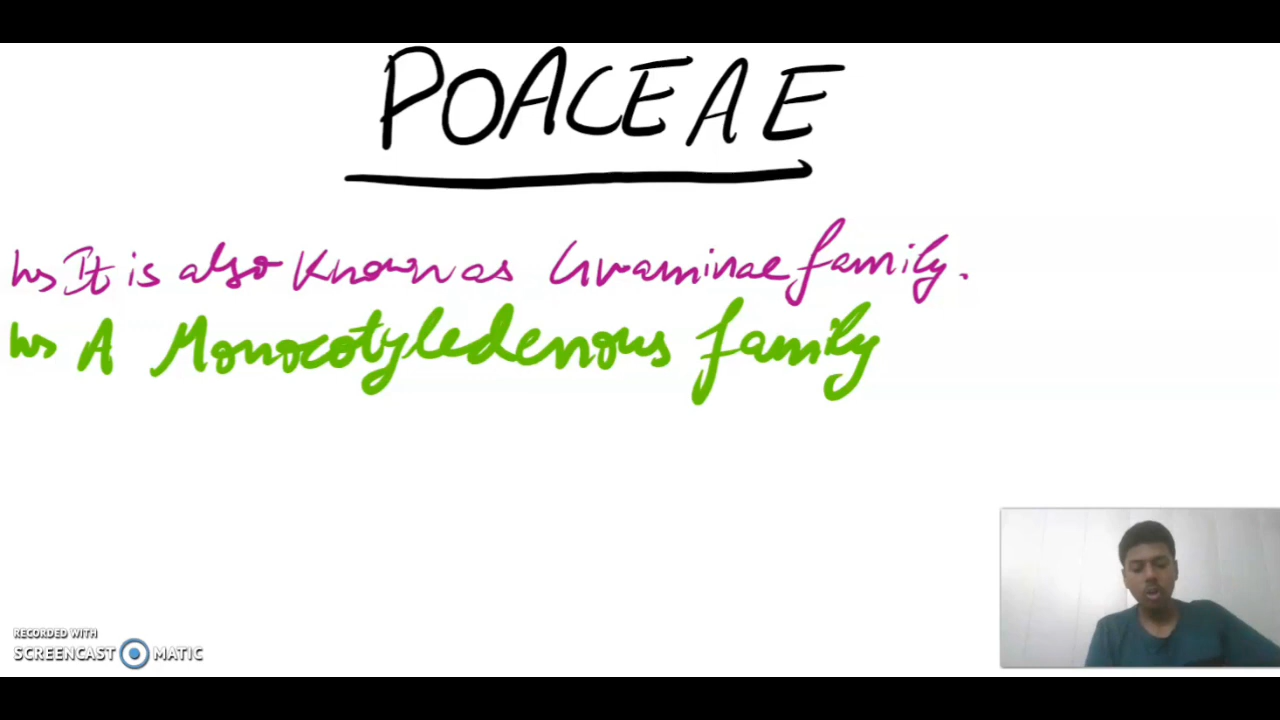 POACEAE
It is also known as Graminae family.
A Monocotyledenous family
RECORDED WITH
SCREENCAST MATIC